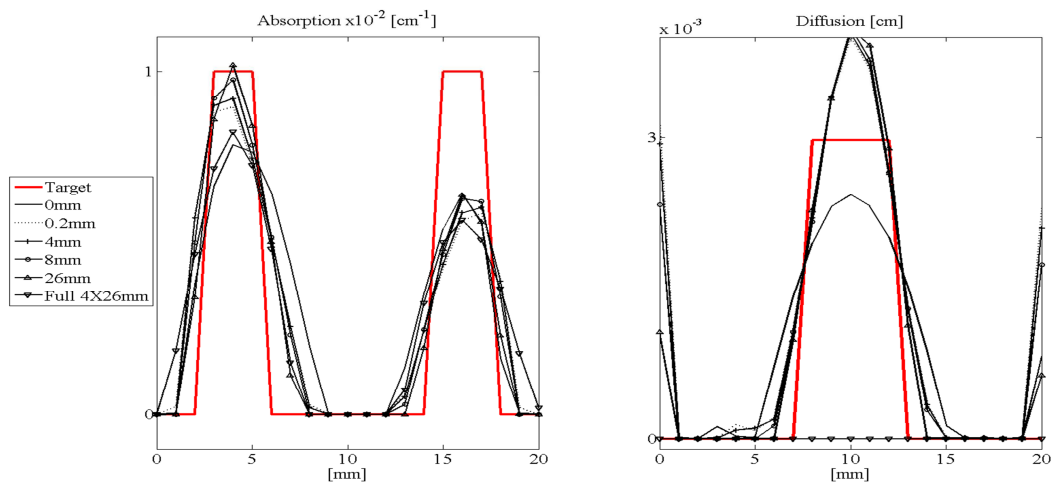 Absorption x10⁻² [cm⁻¹]
1
0
0
5
10
15
20
[mm]
Target
0mm
0.2mm
4mm
8mm
26mm
Full 4X26mm
Diffusion [cm]
x 10⁻³
3
0
0
5
10
15
20
[mm]